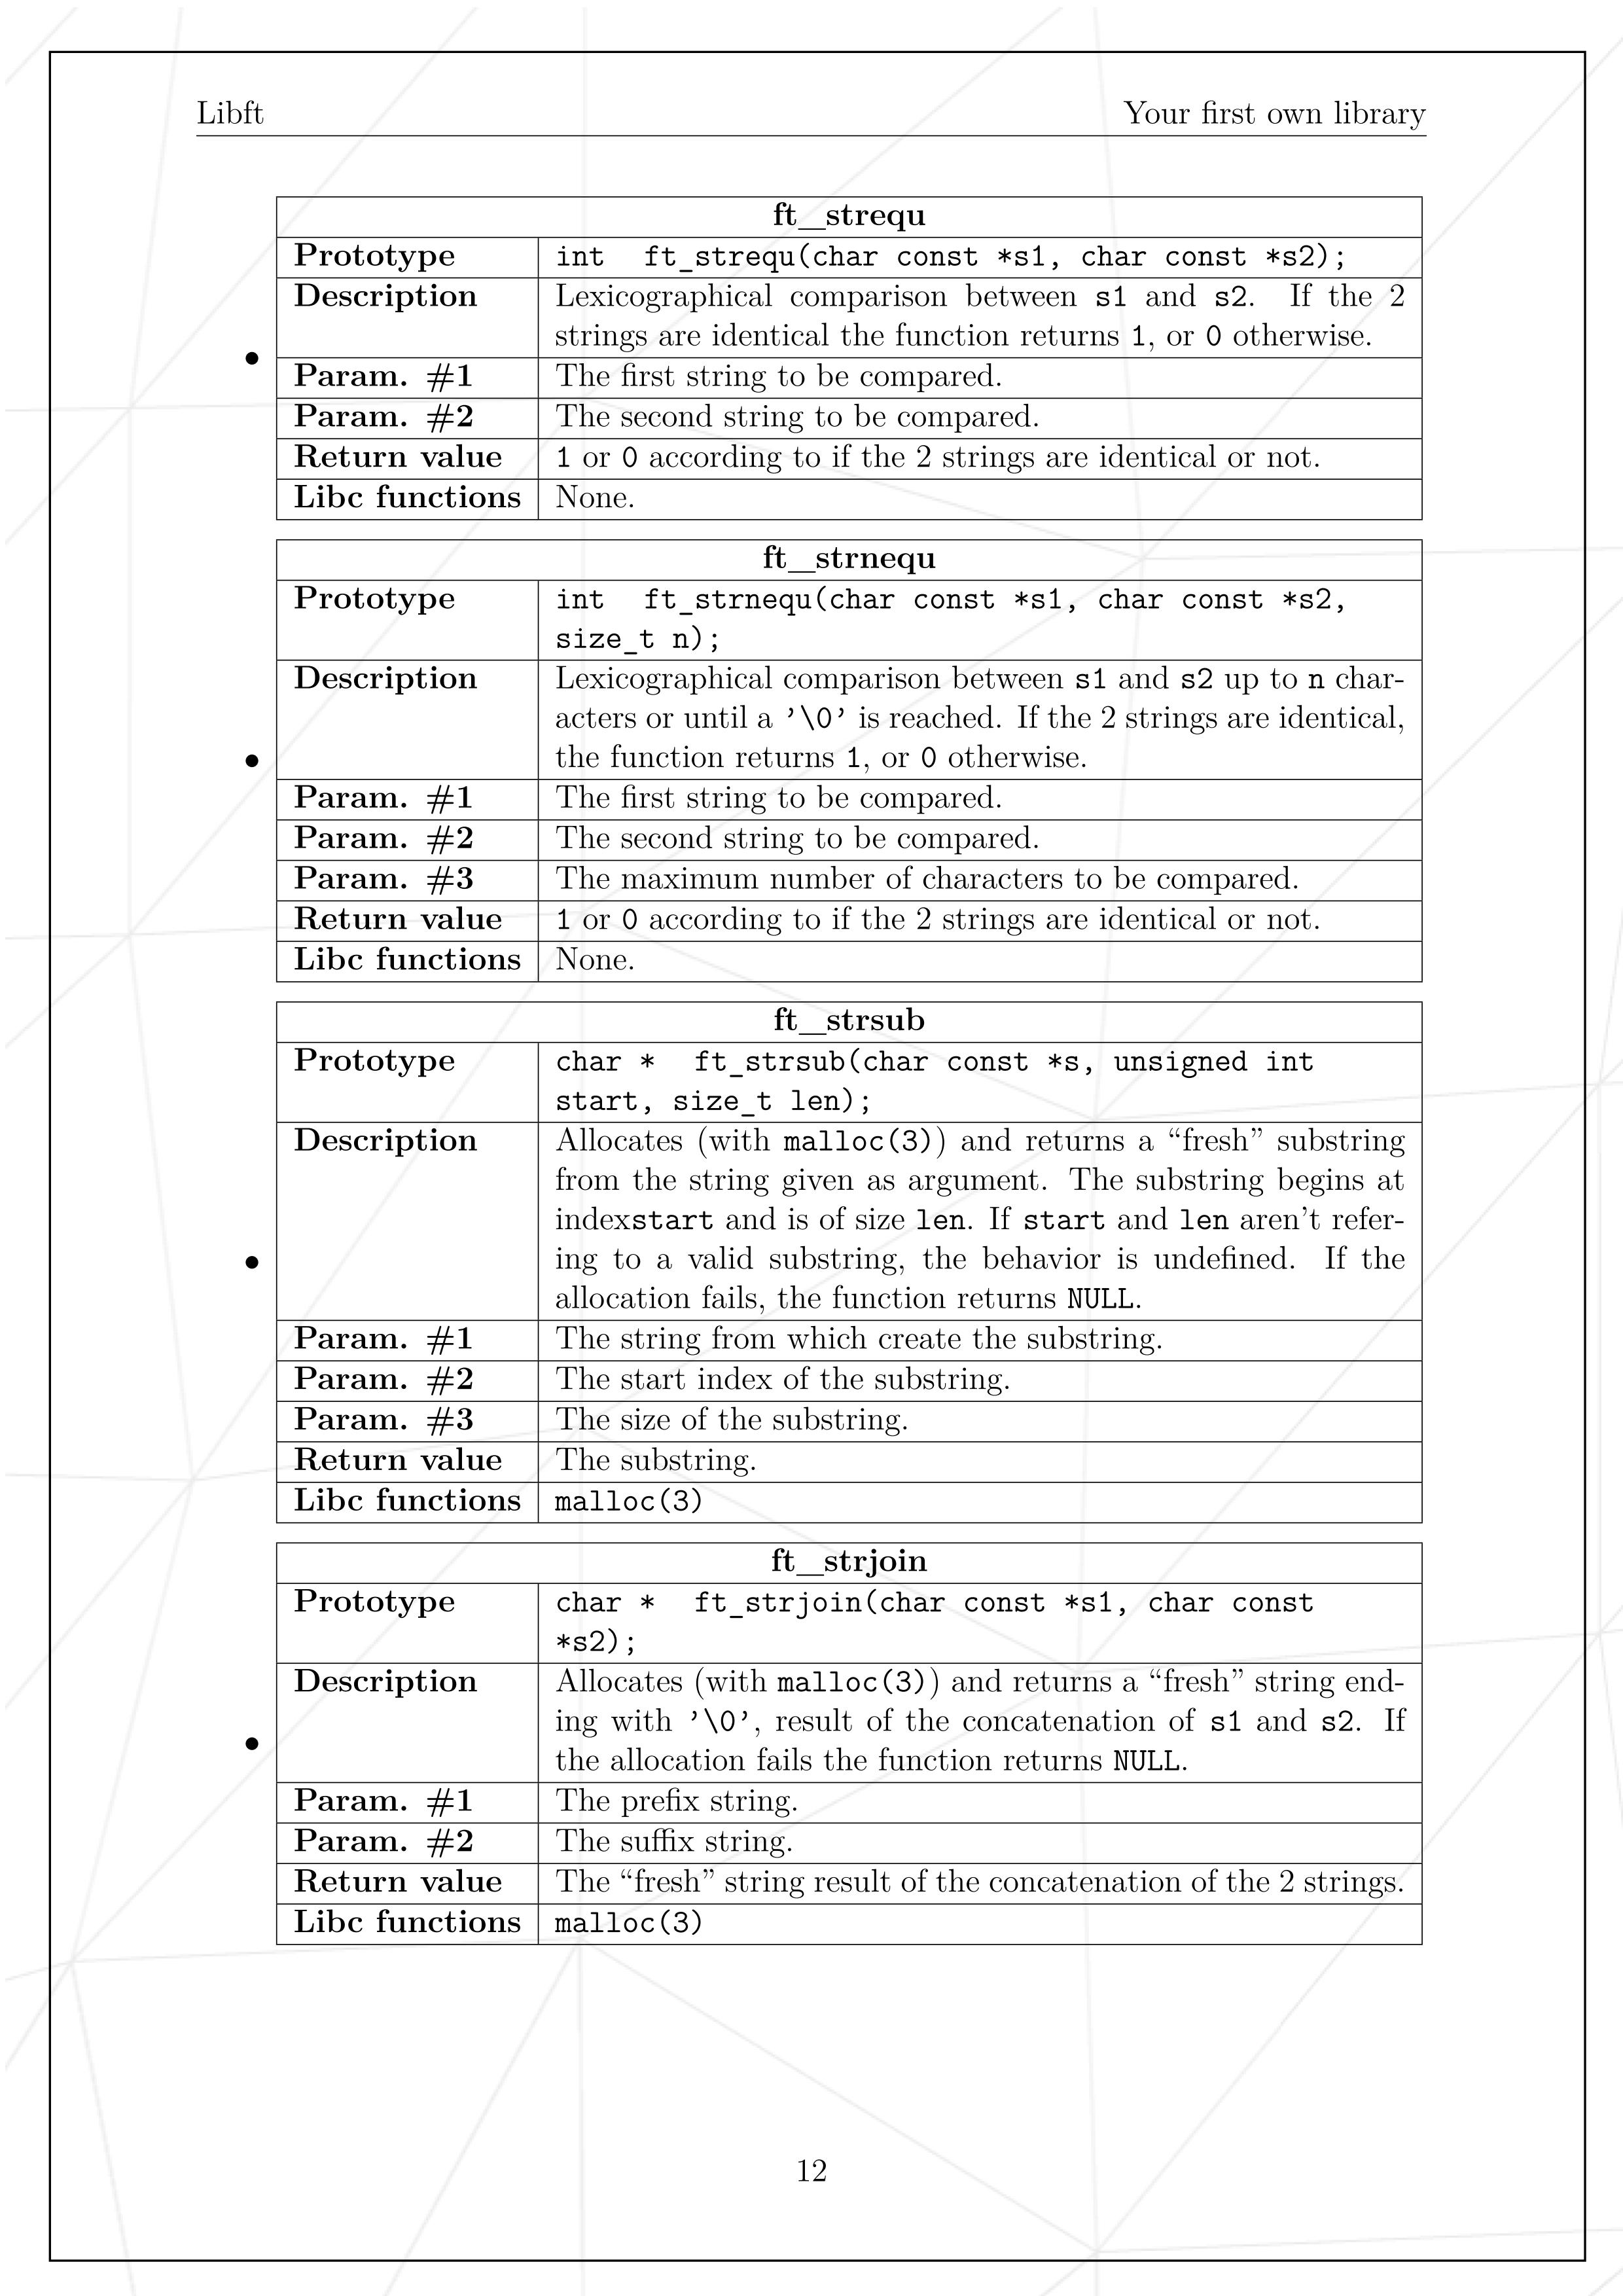 Libft Your first own library
ft_strequ
Prototype int ft_strequ(char const *s1, char const *s2);
Description Lexicographical comparison between s1 and s2. If the 2
strings are identical the function returns 1, or 0 otherwise.
• Param. #1 The first string to be compared.
Param. #2 The second string to be compared.
Return value 1 or 0 according to if the 2 strings are identical or not.
Libc functions None.
ft_strnequ
Prototype int ft_strnequ(char const *s1, char const *s2,
size_t n);
Description Lexicographical comparison between s1 and s2 up to n char-
acters or until a '\0' is reached. If the 2 strings are identical,
• the function returns 1, or 0 otherwise.
Param. #1 The first string to be compared.
Param. #2 The second string to be compared.
Param. #3 The maximum number of characters to be compared.
Return value 1 or 0 according to if the 2 strings are identical or not.
Libc functions None.
ft_strsub
Prototype char * ft_strsub(char const *s, unsigned int
start, size_t len);
Description Allocates (with malloc(3)) and returns a “fresh” substring
from the string given as argument. The substring begins at
indexstart and is of size len. If start and len aren't refer-
• ing to a valid substring, the behavior is undefined. If the
allocation fails, the function returns NULL.
Param. #1 The string from which create the substring.
Param. #2 The start index of the substring.
Param. #3 The size of the substring.
Return value The substring.
Libc functions malloc(3)
ft_strjoin
Prototype char * ft_strjoin(char const *s1, char const
*s2);
Description Allocates (with malloc(3)) and returns a “fresh” string end-
ing with '\0', result of the concatenation of s1 and s2. If
• the allocation fails the function returns NULL.
Param. #1 The prefix string.
Param. #2 The suffix string.
Return value The “fresh” string result of the concatenation of the 2 strings.
Libc functions malloc(3)
12